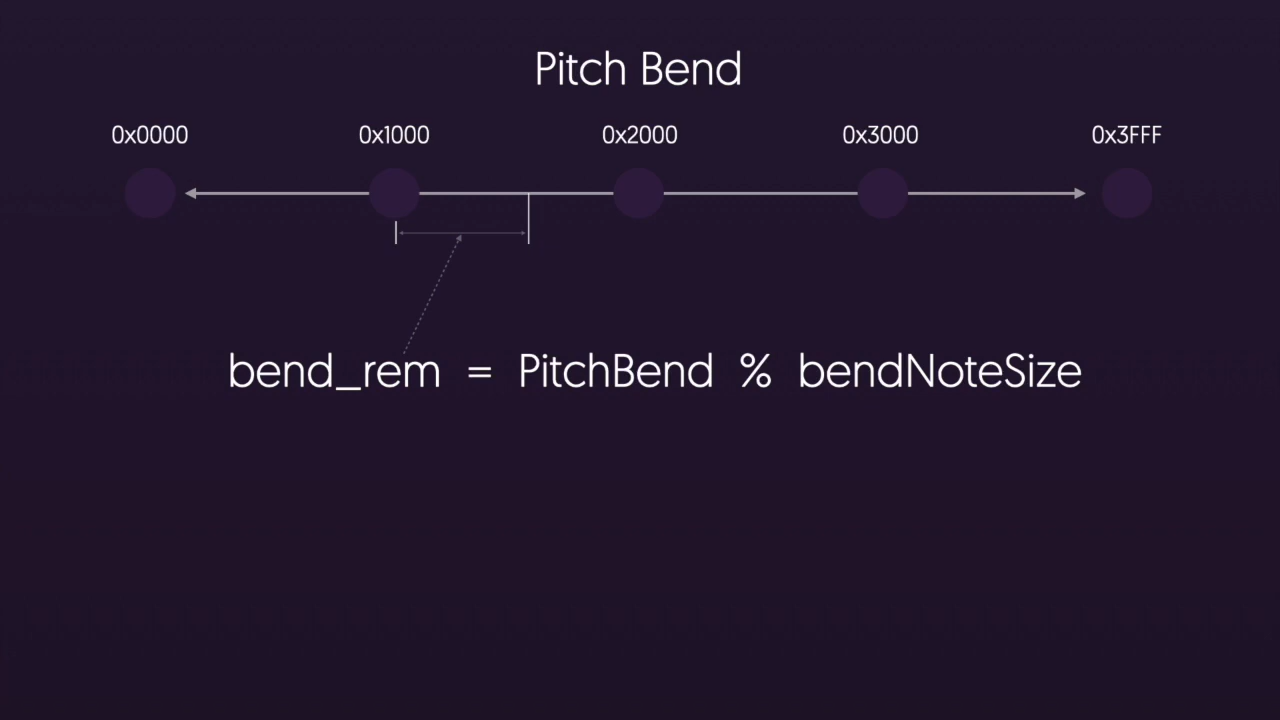 Pitch Bend
0x0000 0x1000 0x2000 0x3000 0x3FFF
bend_rem = PitchBend % bendNoteSize